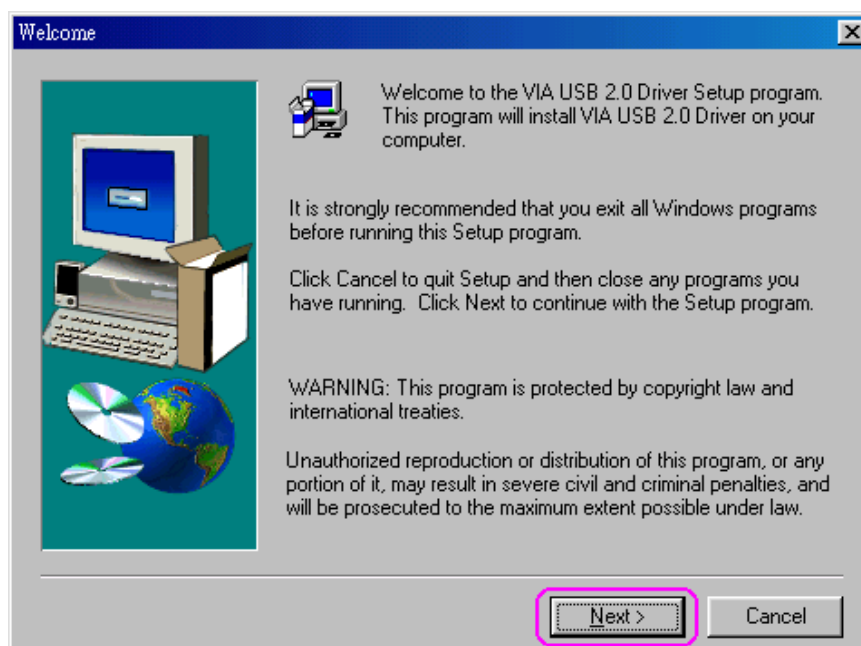 Welcome
Welcome to the VIA USB 2.0 Driver Setup program.
This program will install VIA USB 2.0 Driver on your
computer.
It is strongly recommended that you exit all Windows programs
before running this Setup program.
Click Cancel to quit Setup and then close any programs you
have running. Click Next to continue with the Setup program.
WARNING: This program is protected by copyright law and
international treaties.
Unauthorized reproduction or distribution of this program, or any
portion of it, may result in severe civil and criminal penalties, and
will be prosecuted to the maximum extent possible under law.
Next > Cancel